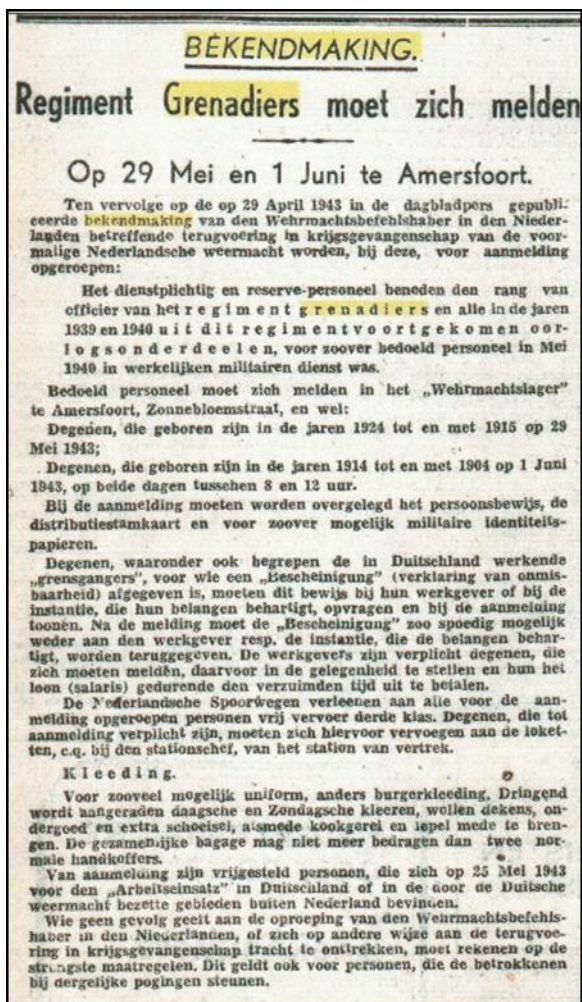 BEKENDMAKING.
Regiment Grenadiers moet zich melden
Op 29 Mei en 1 Juni te Amersfoort.
Ten vervolge op de op 29 April 1943 in de dagbladpers gepubli-
ceerde bekendmaking van den Wehrmachtsbefehlshaber in den Nieder-
landen betreffende terugvoering in krijgsgevangenschap van de voor-
malige Nederlandsche weermacht worden, bij deze, voor aanmelding
opgeroepen:
Het dienstplichtig en reserve-personeel beneden den rang van
officier van het regiment grenadiers en alle in de jaren
1939 en 1940 uit dit regiment voortgekomen oor-
logsonderdeelen, voor zoover bedoeld personeel in Mei
1940 in werkelijken militairen dienst was.
Bedoeld personeel moet zich melden in het „Wehrmachtslager"
te Amersfoort, Zonnebloemstraat, en wel:
Degenen, die geboren zijn in de jaren 1924 tot en met 1915 op 29
Mei 1943;
Degenen, die geboren zijn in de jaren 1914 tot en met 1904 op 1 Juni
1943, op beide dagen tusschen 8 en 12 uur.
Bij de aanmelding moeten worden overgelegd het persoonsbewijs, de
distributiestamkaart en voor zoover mogelijk militaire identiteits-
papieren.
Degenen, waaronder ook begrepen de in Duitschland werkende
„grensgangers", voor wie een „Bescheinigung" (verklaring van onmis-
baarheid) afgegeven is, moeten dit bewijs bij hun werkgever of bij de
instantie, die hun belangen behartigt, opvragen en bij de aanmelding
toonen. Na de melding moet de „Bescheinigung" zoo spoedig mogelijk
weder aan den werkgever resp. de instantie, die de belangen behar-
tigt, worden teruggegeven. De werkgevers zijn verplicht degenen, die
zich moeten melden, daarvoor in de gelegenheid te stellen en hun het
loon (salaris) gedurende den verzuimden tijd uit te betalen.
De Nederlandsche Spoorwegen verleenen aan alle voor de aan-
melding opgeroepen personen vrij vervoer derde klas. Degenen, die tot
aanmelding verplicht zijn, moeten zich hiervoor vervoegen aan de loket-
ten, c.q. bij den stationschef, van het station van vertrek.
Kleeding.
Voor zooveel mogelijk uniform, anders burgerkleeding. Dringend
wordt aangeraden daagsche en Zondagsche kleeren, wollen dekens, on-
dergoed en extra schoeisel, alsmede kookgerei en lepel mede te bren-
gen. De gezamenlijke bagage mag niet meer bedragen dan twee nor-
male handkoffers.
Van aanmelding zijn vrijgesteld personen, die zich op 25 Mei 1943
voor den „Arbeitseinsatz" in Duitschland of in de door de Duitsche
weermacht bezette gebieden buiten Nederland bevinden.
Wie geen gevolg geeft aan de oproeping van den Wehrmachtsbefehls-
haber in den Niederlanden, of zich op andere wijze aan de terugvoe-
ring in krijgsgevangenschap tracht te onttrekken, moet rekenen op de
strengste maatregelen. Dit geldt ook voor personen, die de betrokkenen
bij dergelijke pogingen steunen.